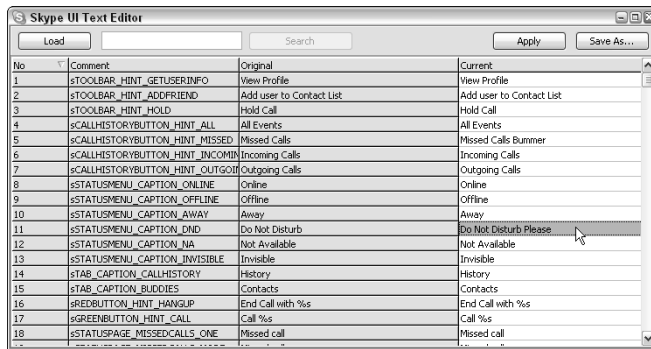 Skype UI Text Editor
Load Search Apply Save As...
No Comment Original Current
1 sTOOLBAR_HINT_GETUSERINFO View Profile View Profile
2 sTOOLBAR_HINT_ADDFRIEND Add user to Contact List Add user to Contact List
3 sTOOLBAR_HINT_HOLD Hold Call Hold Call
4 sCALLHISTORYBUTTON_HINT_ALL All Events All Events
5 sCALLHISTORYBUTTON_HINT_MISSED Missed Calls Missed Calls Bummer
6 sCALLHISTORYBUTTON_HINT_INCOMIN Incoming Calls Incoming Calls
7 sCALLHISTORYBUTTON_HINT_OUTGOI Outgoing Calls Outgoing Calls
8 sSTATUSMENU_CAPTION_ONLINE Online Online
9 sSTATUSMENU_CAPTION_OFFLINE Offline Offline
10 sSTATUSMENU_CAPTION_AWAY Away Away
11 sSTATUSMENU_CAPTION_DND Do Not Disturb Do Not Disturb Please
12 sSTATUSMENU_CAPTION_NA Not Available Not Available
13 sSTATUSMENU_CAPTION_INVISIBLE Invisible Invisible
14 sTAB_CAPTION_CALLHISTORY History History
15 sTAB_CAPTION_BUDDIES Contacts Contacts
16 sREDBUTTON_HINT_HANGUP End Call with %s End Call with %s
17 sGREENBUTTON_HINT_CALL Call %s Call %s
18 sSTATUSPAGE_MISSEDCALLS_ONE Missed call Missed call